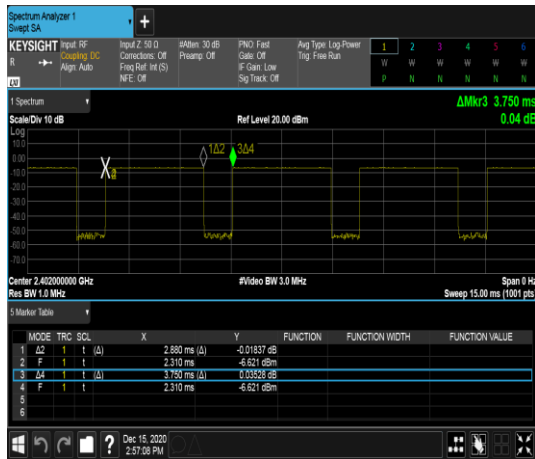 Spectrum Analyzer 1
Swept SA
+
KEYSIGHT Input: RF Input Z: 50 Ω #Atten: 30 dB PNO: Fast Avg Type: Log-Power 1 2 3 4 5 6
R Coupling: DC Corrections: Off Preamp: Off Gate: Off Trig: Free Run W W W W W W
Align: Auto Freq Ref: Int (S) IF Gain: Low P N N N N N
LXI NFE: Off Sig Track: Off
1 Spectrum
ΔMkr3 3.750 ms
Scale/Div 10 dB Ref Level 20.00 dBm 0.04 dB
Log
10.0
0.00
-10.0
-20.0
-30.0
-40.0
-50.0
-60.0
-70.0
1Δ2 3Δ4
Center 2.402000000 GHz #Video BW 3.0 MHz Span 0 Hz
Res BW 1.0 MHz Sweep 15.00 ms (1001 pts)
5 Marker Table
MODE TRC SCL X Y FUNCTION FUNCTION WIDTH FUNCTION VALUE
1 Δ2 1 t (Δ) 2.880 ms (Δ) -0.01837 dB
2 F 1 t 2.310 ms -6.621 dBm
3 Δ4 1 t (Δ) 3.750 ms (Δ) 0.03528 dB
4 F 1 t 2.310 ms -6.621 dBm
5
6
? Dec 15, 2020
2:57:08 PM